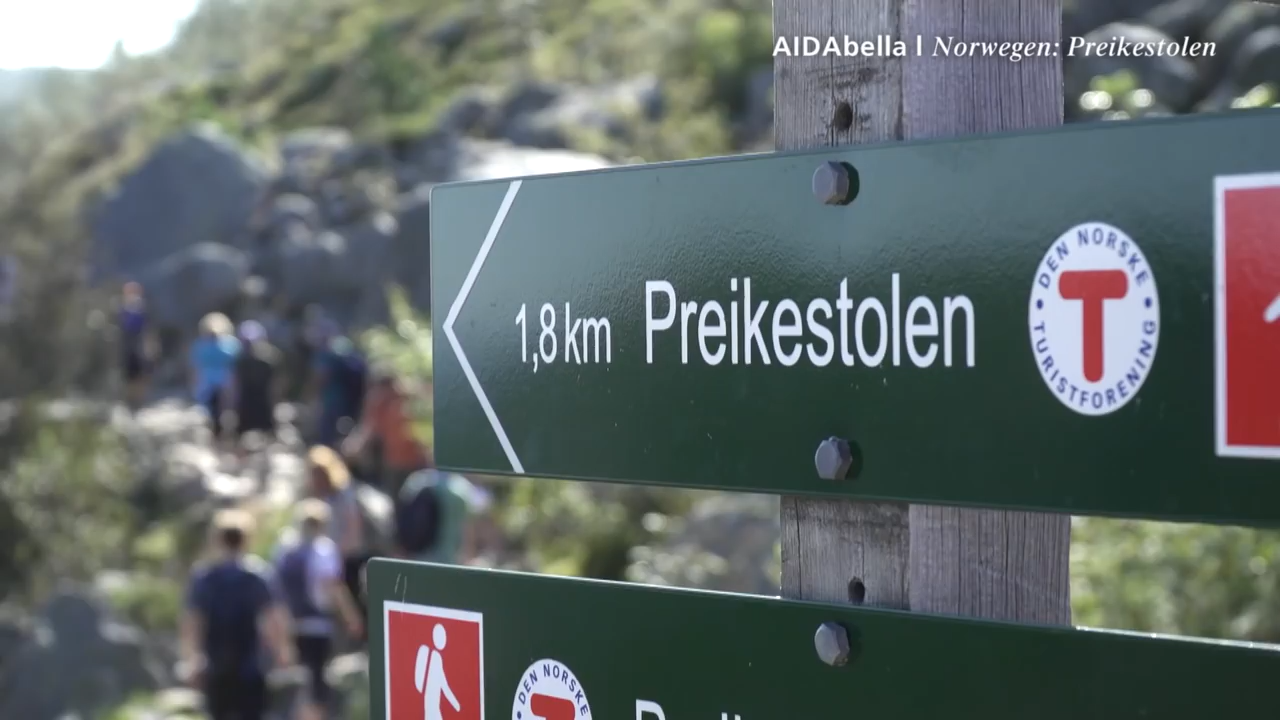 AIDAbella | Norwegen: Preikestolen
1,8 km Preikestolen
DEN NORSKE
TURISTFORENING
T
DEN NORSKE